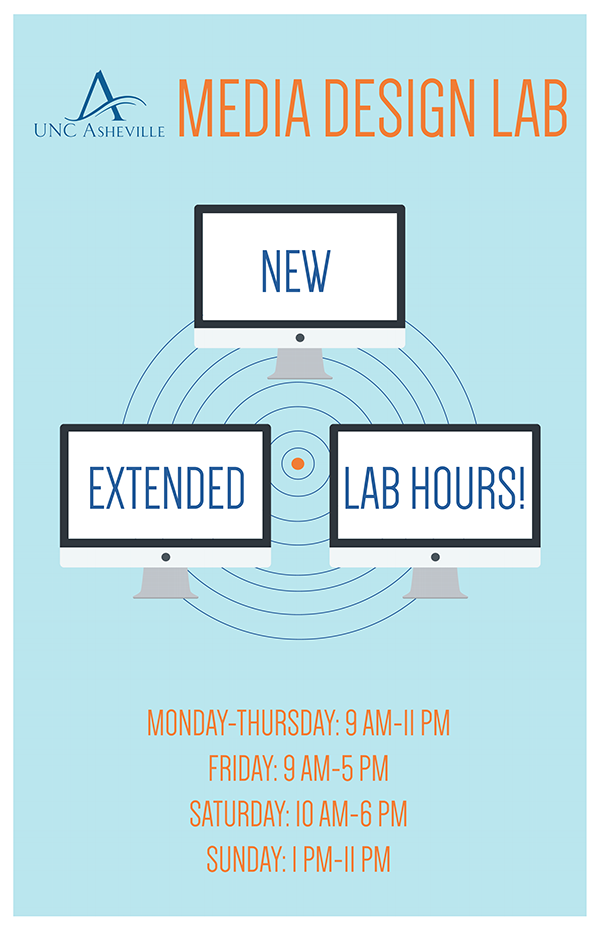 UNC ASHEVILLE
MEDIA DESIGN LAB
NEW
EXTENDED
LAB HOURS!
MONDAY-THURSDAY: 9 AM-11 PM
FRIDAY: 9 AM-5 PM
SATURDAY: 10 AM-6 PM
SUNDAY: 1 PM-11 PM